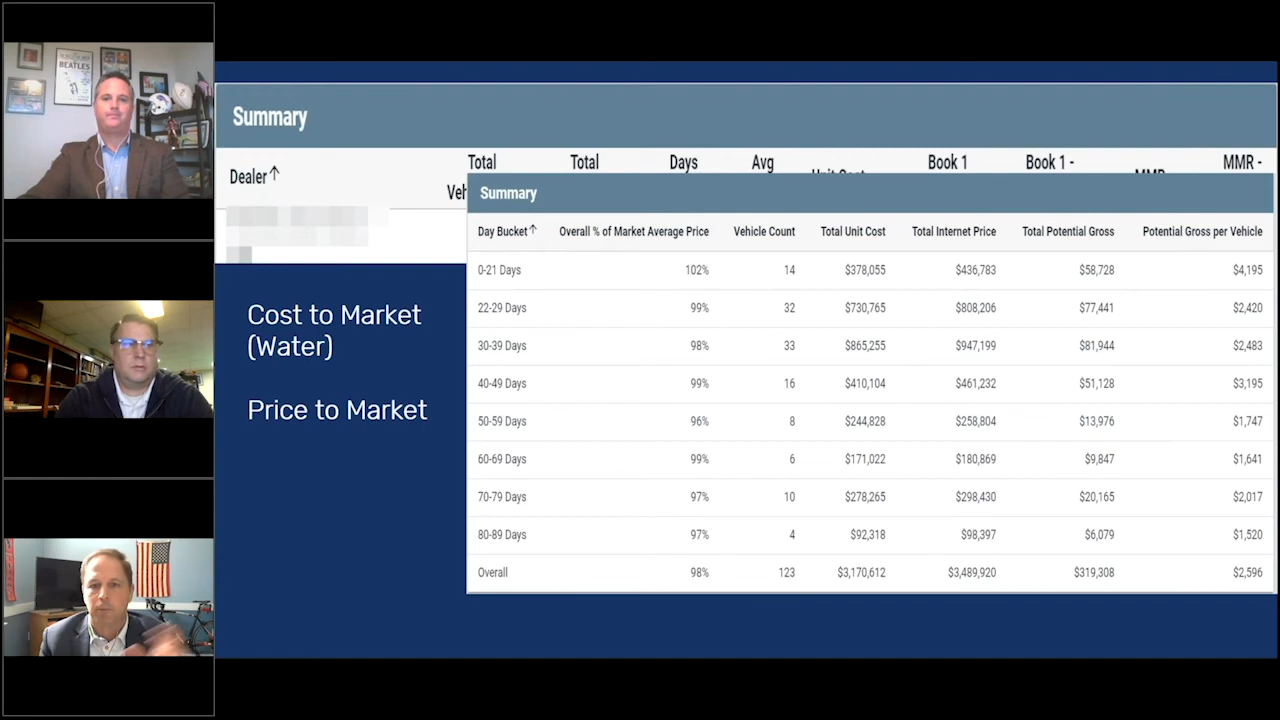 BEATLES
Summary
Dealer↑ Total Total Days Avg Book 1 Book 1 - MMR -
Summary
Day Bucket↑ Overall % of Market Average Price Vehicle Count Total Unit Cost Total Internet Price Total Potential Gross Potential Gross per Vehicle
0-21 Days 102% 14 $378,055 $436,783 $58,728 $4,195
22-29 Days 99% 32 $730,765 $808,206 $77,441 $2,420
30-39 Days 98% 33 $865,255 $947,199 $81,944 $2,483
40-49 Days 99% 16 $410,104 $461,232 $51,128 $3,195
50-59 Days 96% 8 $244,828 $258,804 $13,976 $1,747
60-69 Days 99% 6 $171,022 $180,869 $9,847 $1,641
70-79 Days 97% 10 $278,265 $298,430 $20,165 $2,017
80-89 Days 97% 4 $92,318 $98,397 $6,079 $1,520
Overall 98% 123 $3,170,612 $3,489,920 $319,308 $2,596
Cost to Market
(Water)
Price to Market